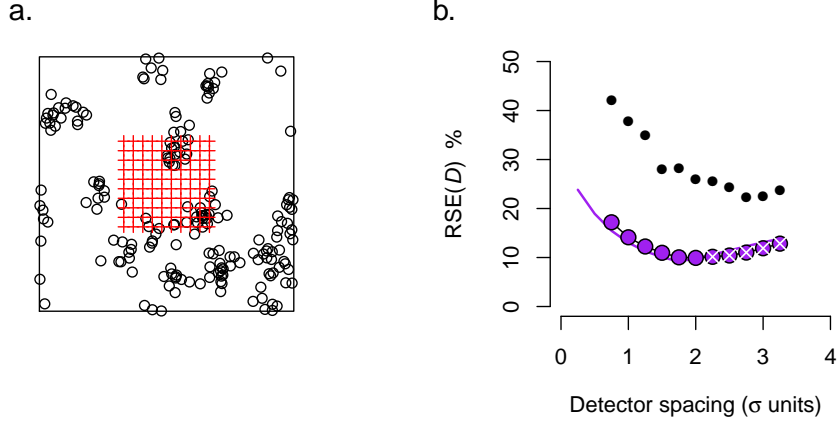 a.
b.
RSE(D) %
50
40
30
20
10
0
0 1 2 3 4
Detector spacing (σ units)